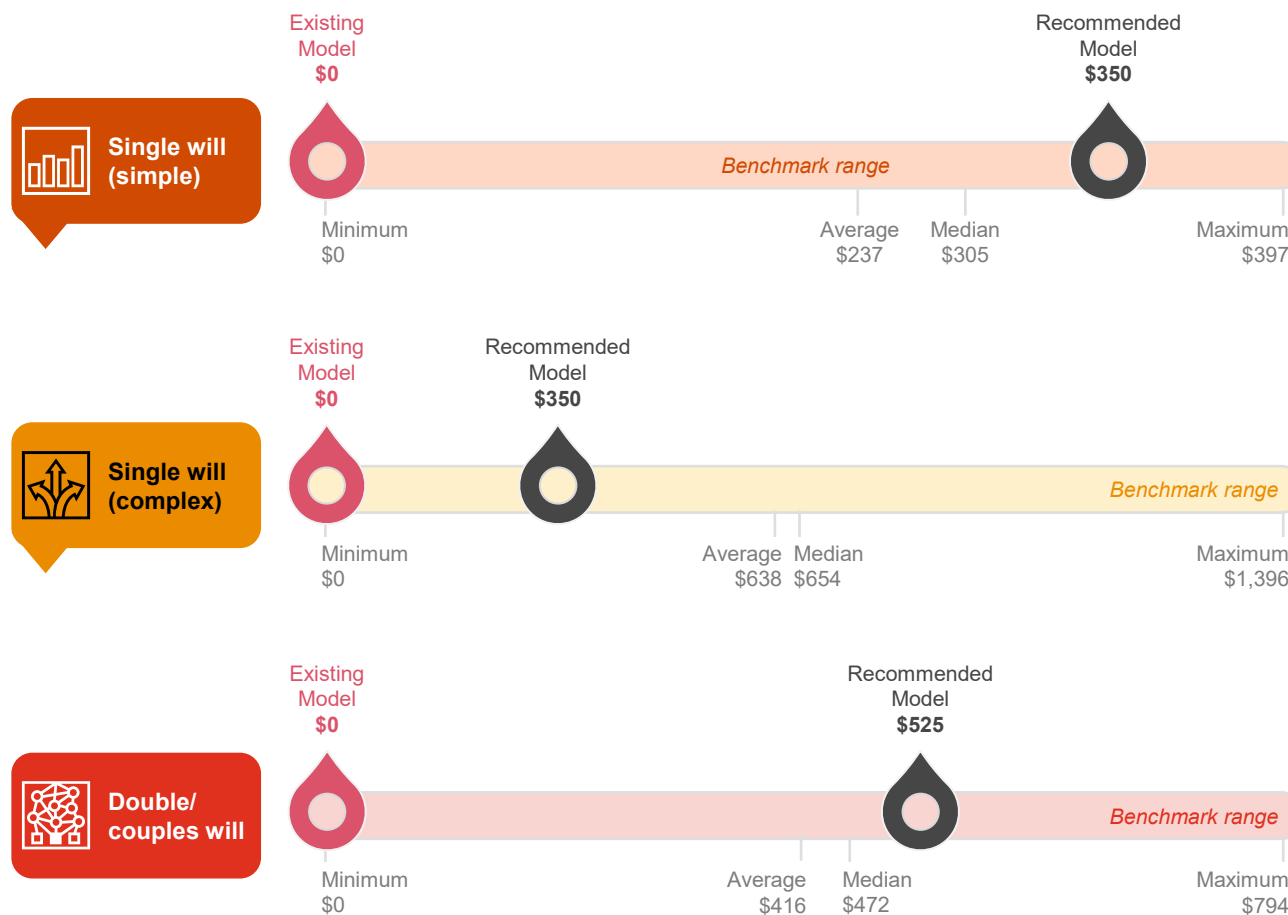 Existing
Model
$0
Recommended
Model
$350
Single will
(simple)
Benchmark range
Minimum
$0
Average
$237
Median
$305
Maximum
$397
Existing
Model
$0
Recommended
Model
$350
Single will
(complex)
Benchmark range
Minimum
$0
Average
$638
Median
$654
Maximum
$1,396
Existing
Model
$0
Recommended
Model
$525
Double/
couples will
Benchmark range
Minimum
$0
Average
$416
Median
$472
Maximum
$794